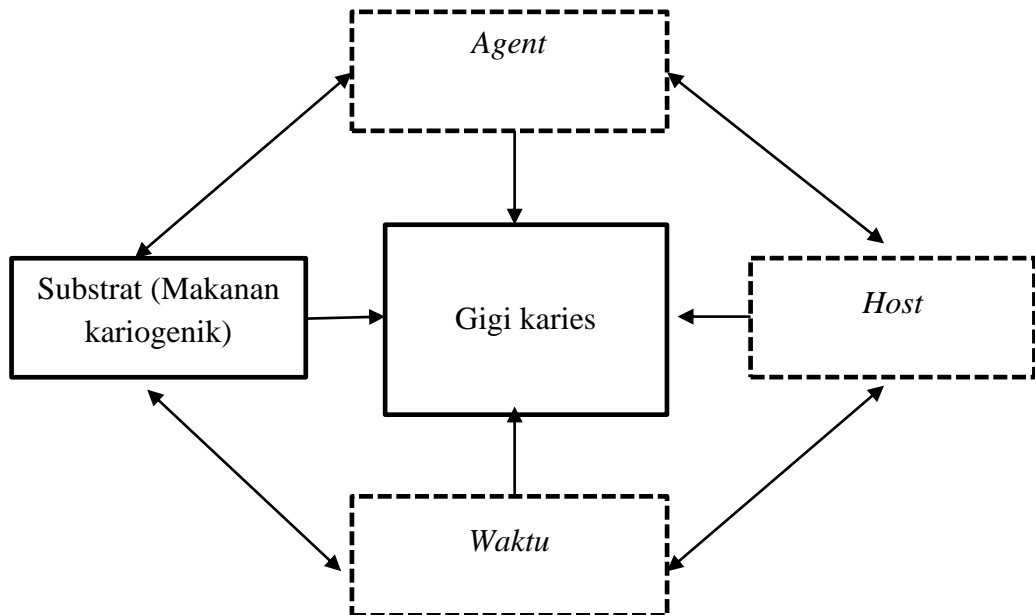 Agent
Substrat (Makanan
kariogenik)
Gigi karies
Host
Waktu